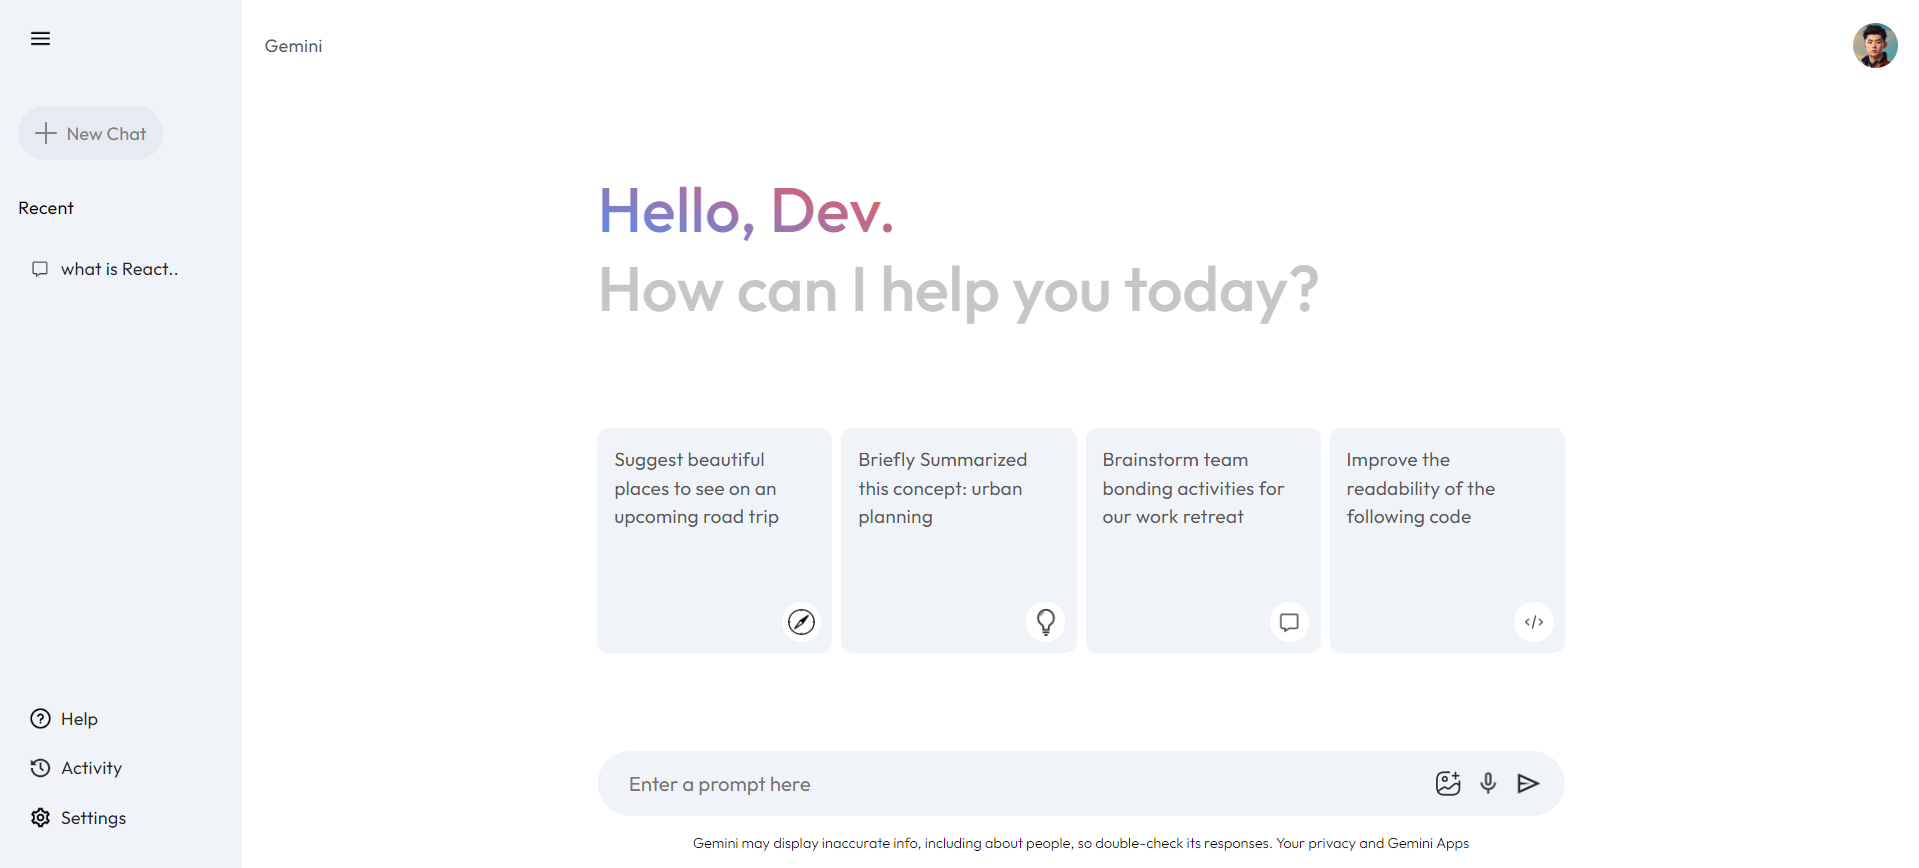 Gemini
New Chat
Recent
what is React..
Help
Activity
Settings
Hello, Dev.
How can I help you today?
Suggest beautiful
places to see on an
upcoming road trip
Briefly Summarized
this concept: urban
planning
Brainstorm team
bonding activities for
our work retreat
Improve the
readability of the
following code
Enter a prompt here
Gemini may display inaccurate info, including about people, so double-check its responses. Your privacy and Gemini Apps